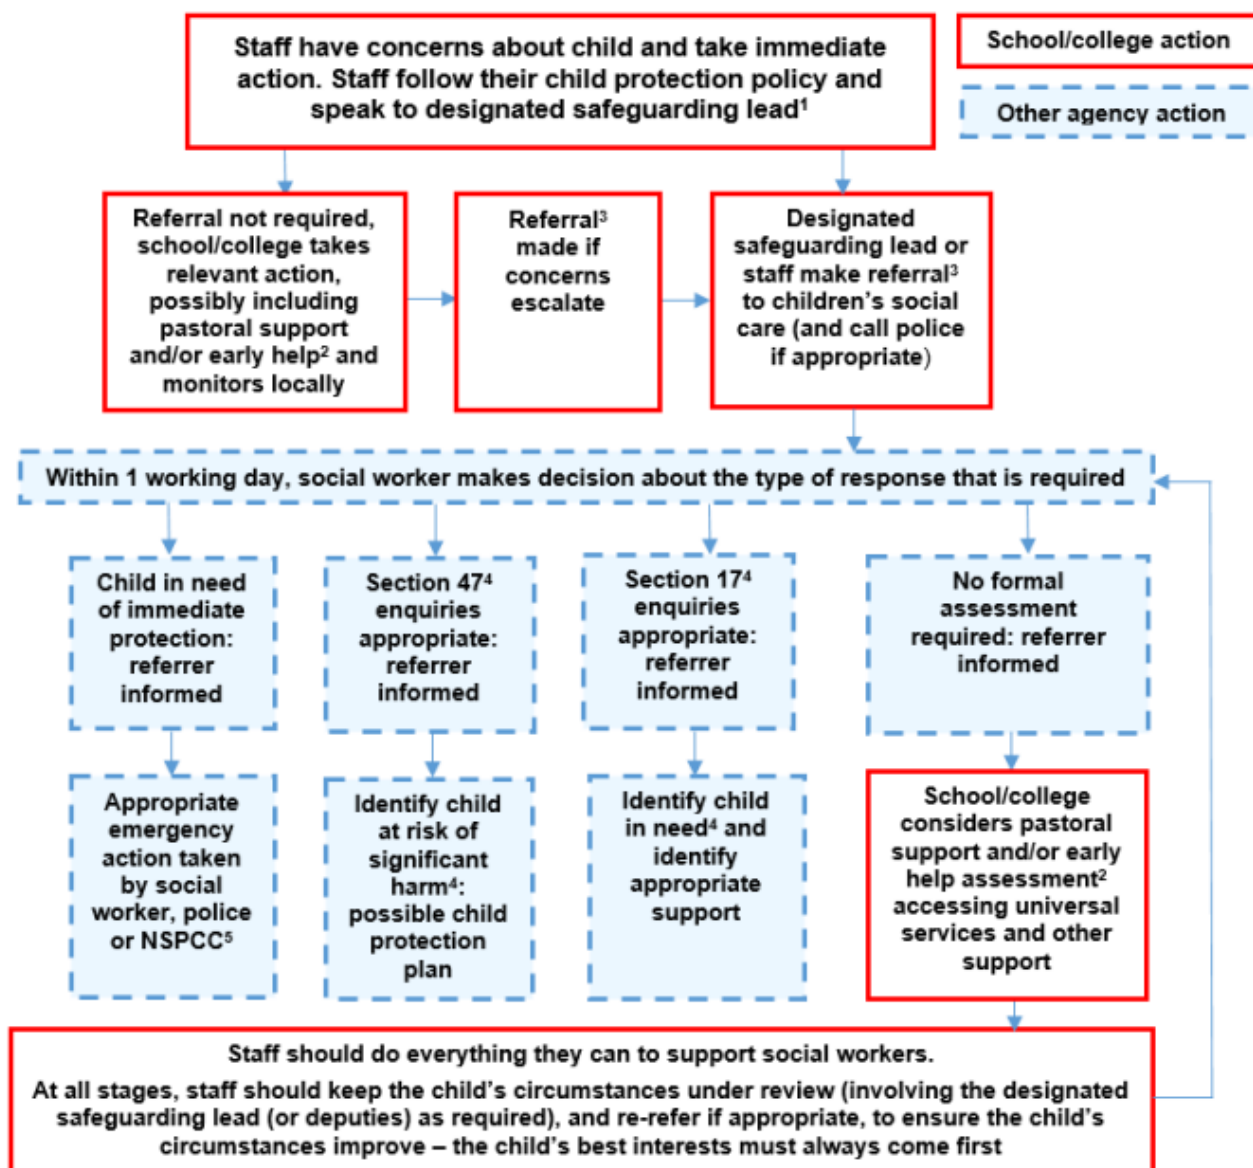 Staff have concerns about child and take immediate
action. Staff follow their child protection policy and
speak to designated safeguarding lead¹
School/college action
Other agency action
Referral not required,
school/college takes
relevant action,
possibly including
pastoral support
and/or early help² and
monitors locally
Referral³
made if
concerns
escalate
Designated
safeguarding lead or
staff make referral³
to children’s social
care (and call police
if appropriate)
Within 1 working day, social worker makes decision about the type of response that is required
Child in need
of immediate
protection:
referrer
informed
Section 47⁴
enquiries
appropriate:
referrer
informed
Section 17⁴
enquiries
appropriate:
referrer
informed
No formal
assessment
required: referrer
informed
Appropriate
emergency
action taken
by social
worker, police
or NSPCC⁵
Identify child
at risk of
significant
harm⁴:
possible child
protection
plan
Identify child
in need⁴ and
identify
appropriate
support
School/college
considers pastoral
support and/or early
help assessment²
accessing universal
services and other
support
Staff should do everything they can to support social workers.
At all stages, staff should keep the child’s circumstances under review (involving the designated
safeguarding lead (or deputies) as required), and re-refer if appropriate, to ensure the child’s
circumstances improve – the child’s best interests must always come first